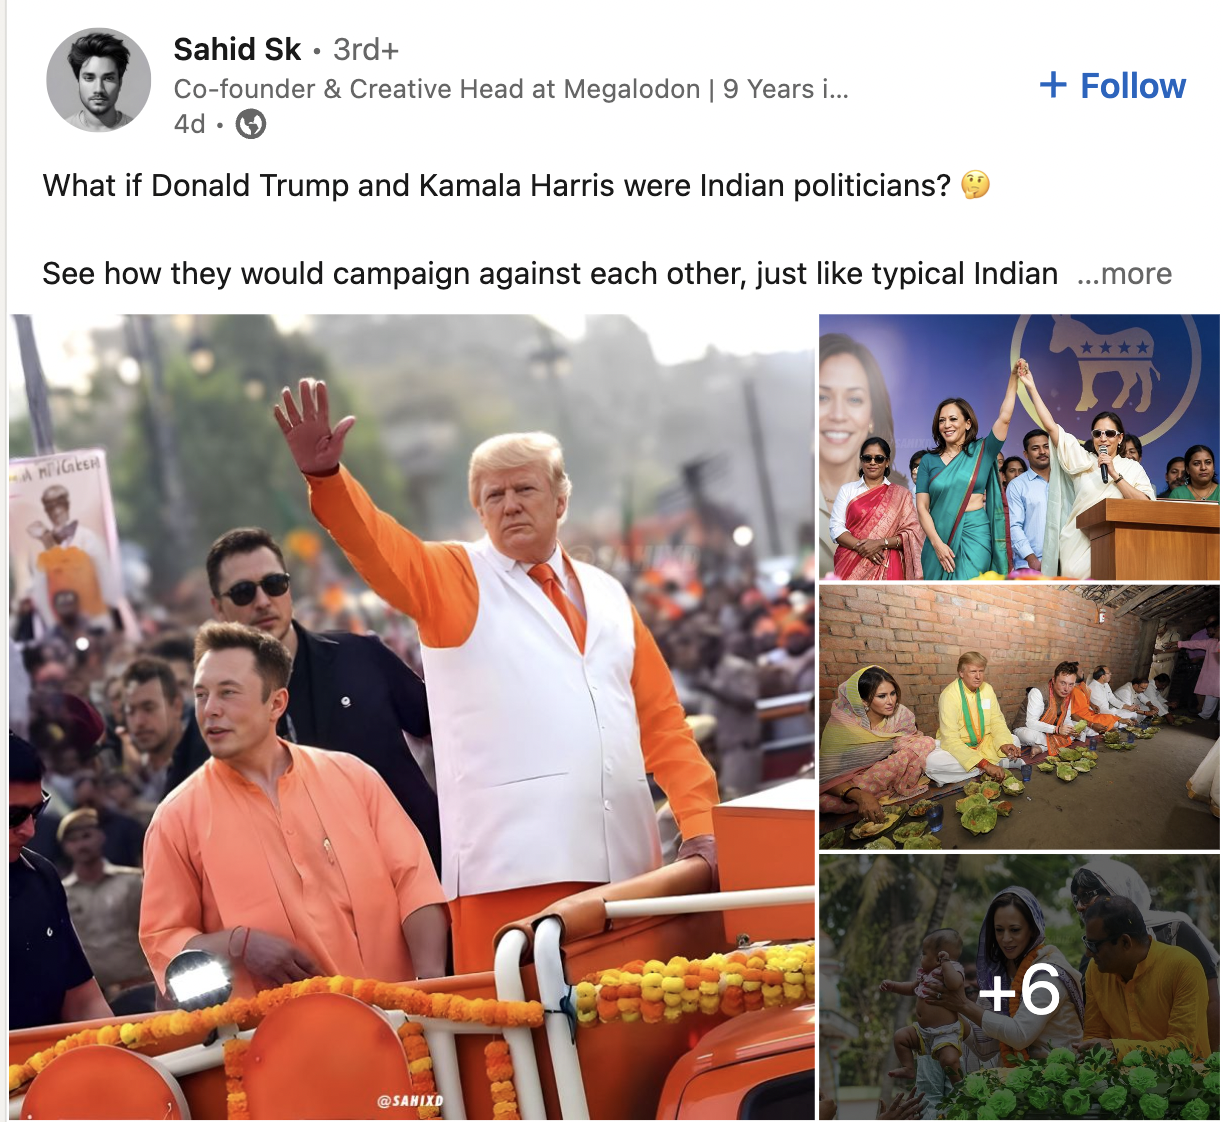 Sahid Sk • 3rd+
Co-founder & Creative Head at Megalodon | 9 Years i...
4d •
+ Follow
What if Donald Trump and Kamala Harris were Indian politicians? 🤔
See how they would campaign against each other, just like typical Indian ...more
@SAHIXD
+6